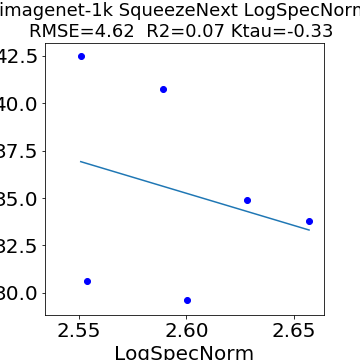 imagenet-1k SqueezeNext LogSpecNorm
RMSE=4.62 R2=0.07 Ktau=-0.33
42.5
40.0
37.5
35.0
32.5
30.0
2.55 2.60 2.65
LogSpecNorm